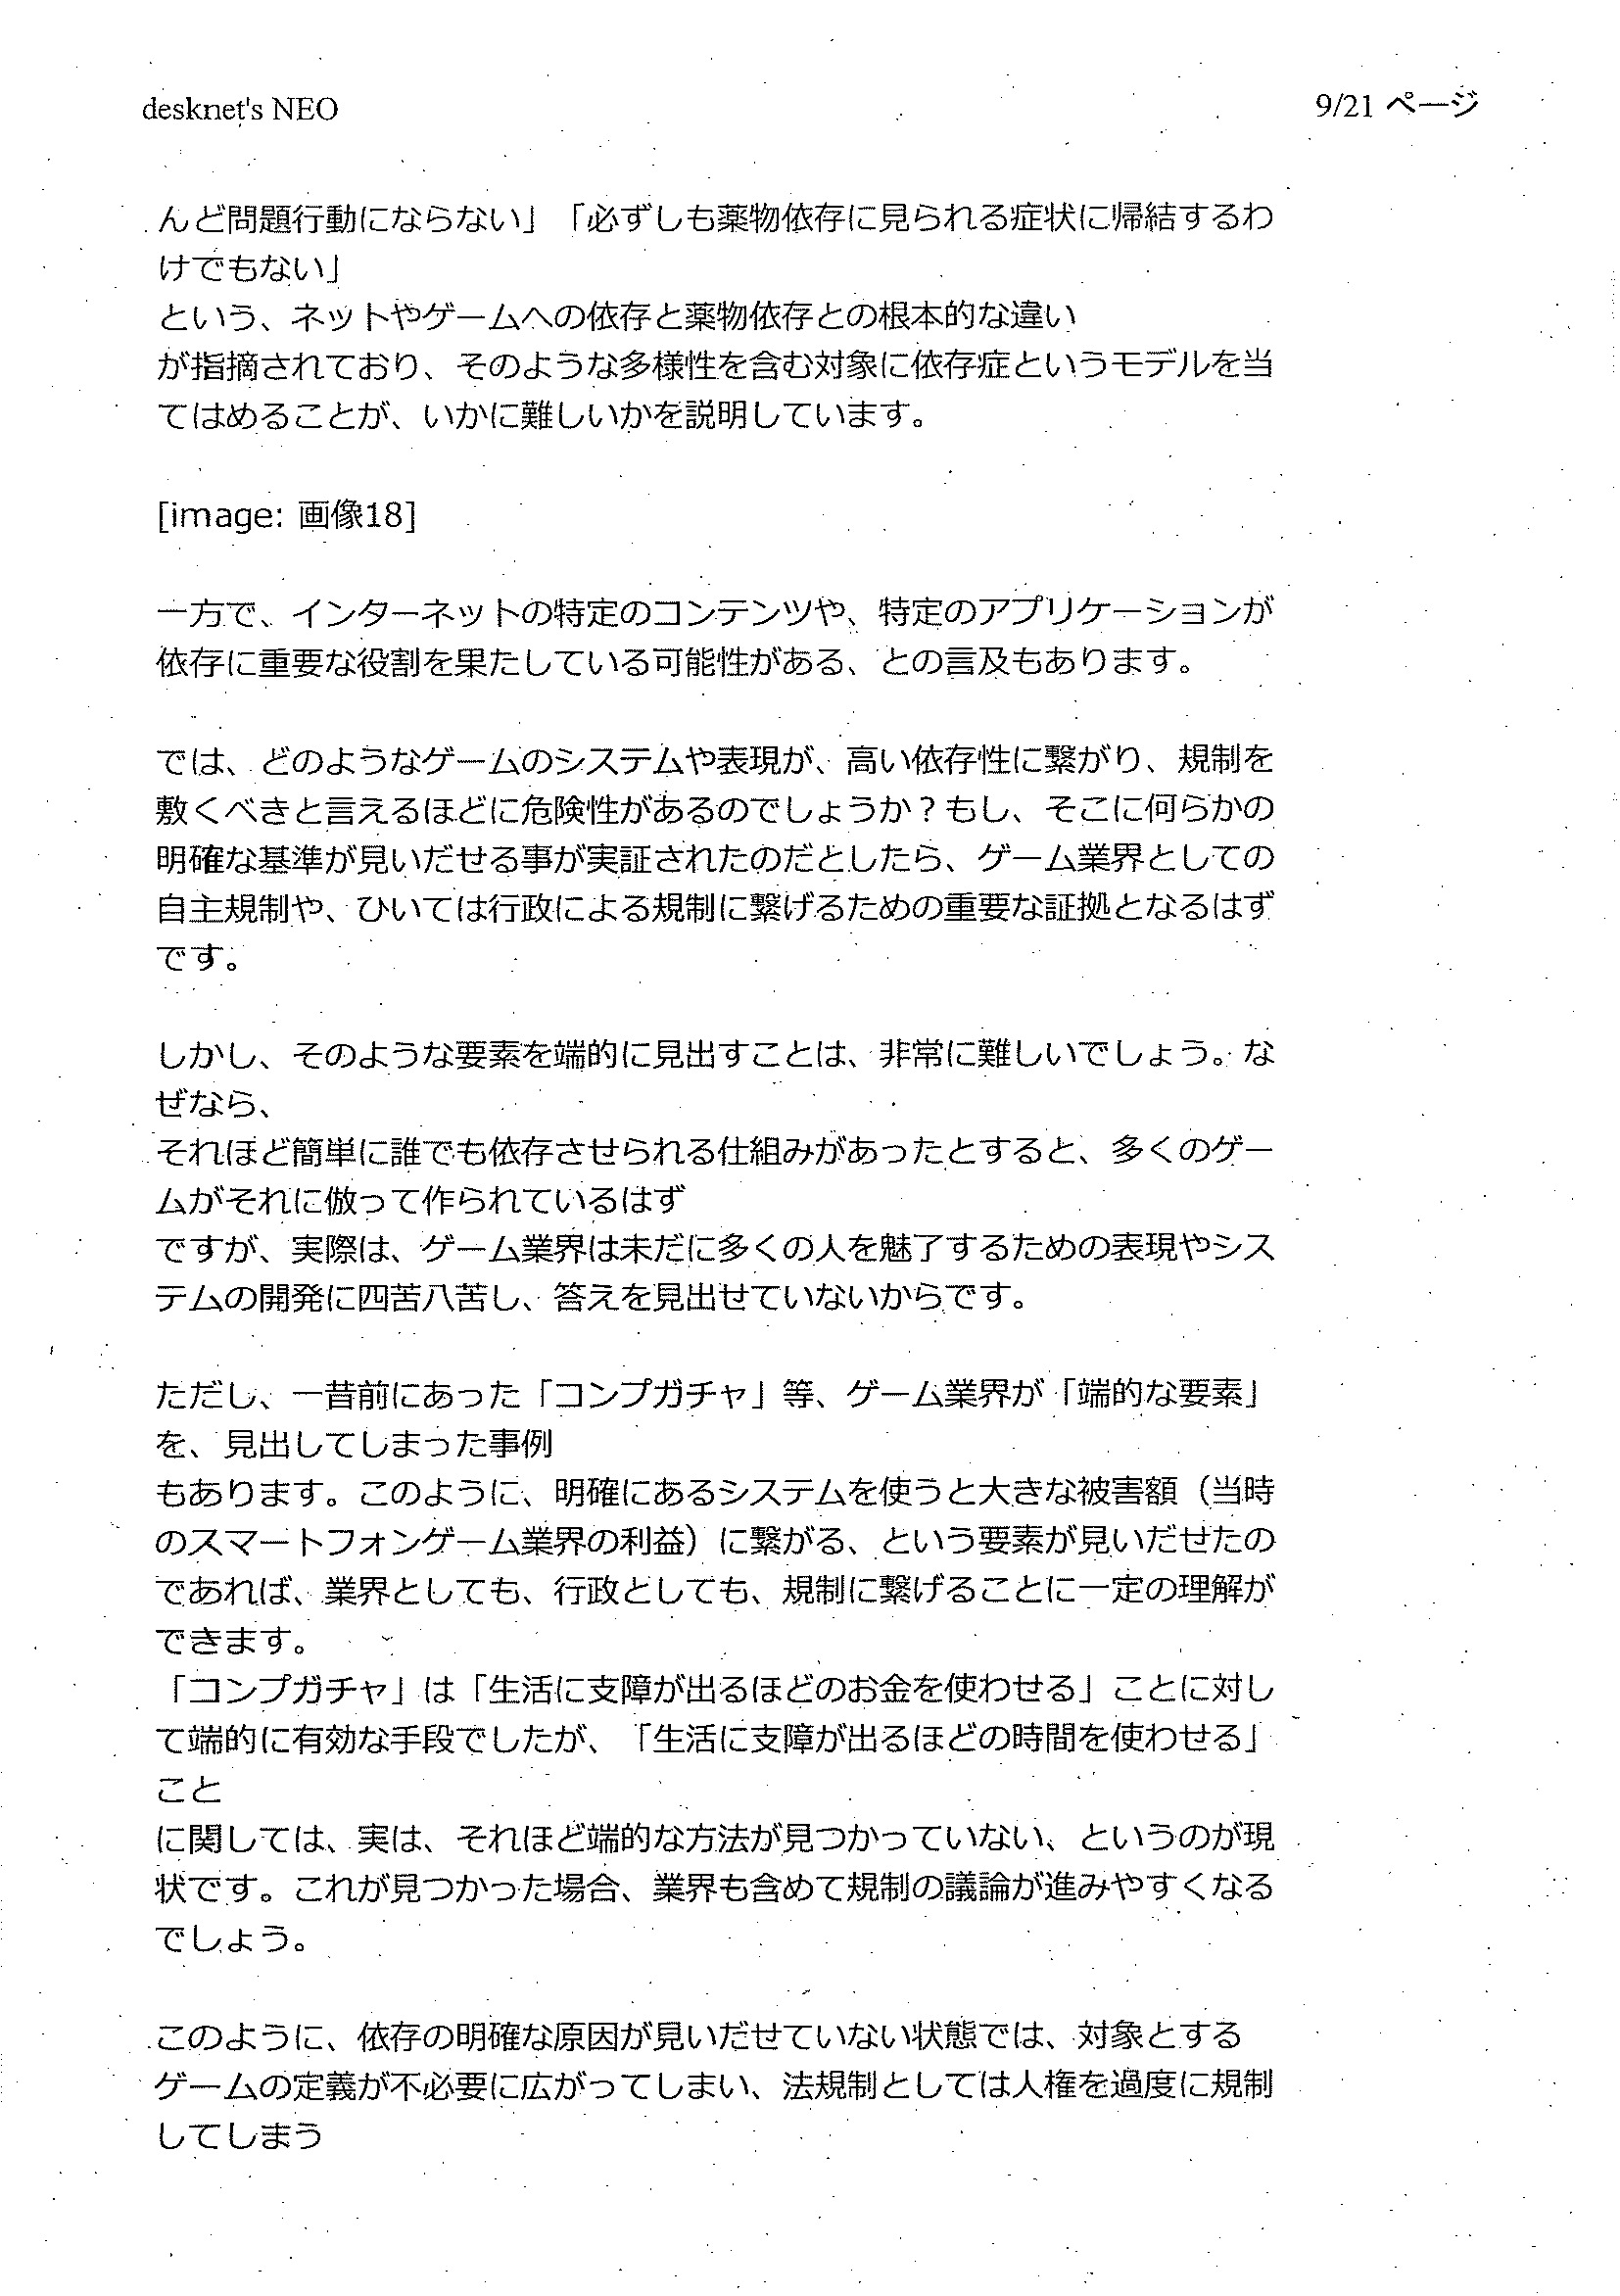 desknet's NEO
9/21 ページ
んど問題行動にならない」「必ずしも薬物依存に見られる症状に帰結するわ
けでもない」
という、ネットやゲームへの依存と薬物依存との根本的な違い
が指摘されており、そのような多様性を含む対象に依存症というモデルを当
てはめることが、いかに難しいかを説明しています。
[image: 画像18]
一方で、インターネットの特定のコンテンツや、特定のアプリケーションが
依存に重要な役割を果たしている可能性がある、との言及もあります。
では、どのようなゲームのシステムや表現が、高い依存性に繋がり、規制を
敷くべきと言えるほどに危険性があるのでしょうか？もし、そこに何らかの
明確な基準が見いだせる事が実証されたのだとしたら、ゲーム業界としての
自主規制や、ひいては行政による規制に繋げるための重要な証拠となるはず
です。
しかし、そのような要素を端的に見出すことは、非常に難しいでしょう。な
ぜなら、
それほど簡単に誰でも依存させられる仕組みがあったとすると、多くのゲー
ムがそれに倣って作られているはず
ですが、実際は、ゲーム業界は未だに多くの人を魅了するための表現やシス
テムの開発に四苦八苦し、答えを見出せていないからです。
ただし、一昔前にあった「コンプガチャ」等、ゲーム業界が「端的な要素」
を、見出してしまった事例
もあります。このように、明確にあるシステムを使うと大きな被害額（当時
のスマートフォンゲーム業界の利益）に繋がる、という要素が見いだせたの
であれば、業界としても、行政としても、規制に繋げることに一定の理解が
できます。
「コンプガチャ」は「生活に支障が出るほどのお金を使わせる」ことに対し
て端的に有効な手段でしたが、「生活に支障が出るほどの時間を使わせる」
こと
に関しては、実は、それほど端的な方法が見つかっていない、というのが現
状です。これが見つかった場合、業界も含めて規制の議論が進みやすくなる
でしょう。
このように、依存の明確な原因が見いだせていない状態では、対象とする
ゲームの定義が不必要に広がってしまい、法規制としては人権を過度に規制
してしまう